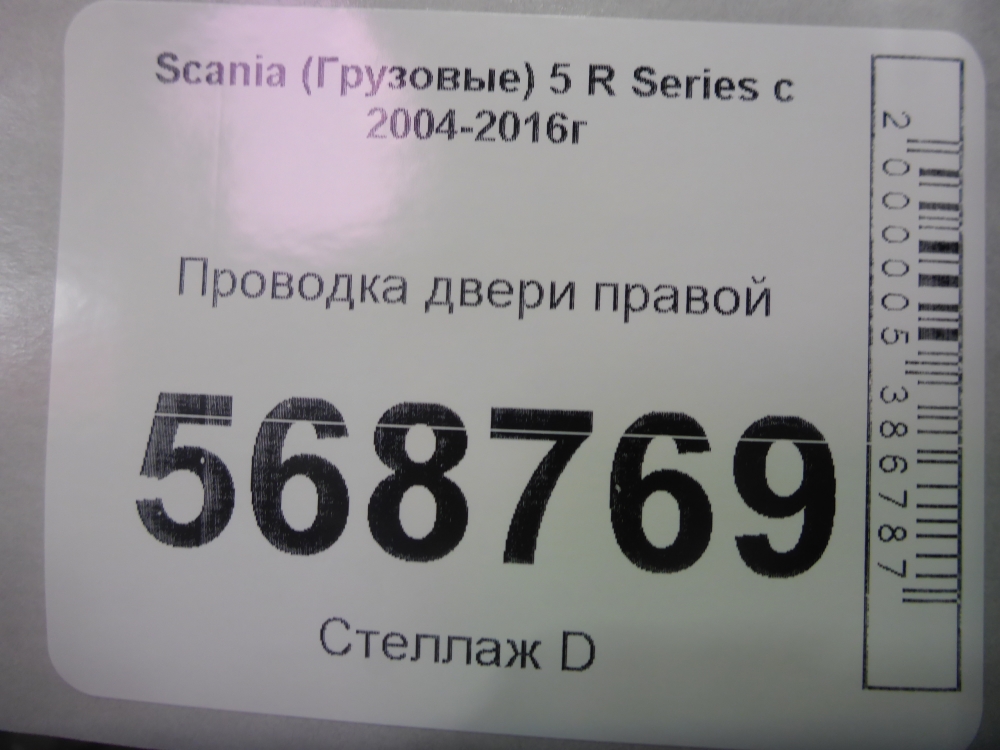 Scania (Грузовые) 5 R Series с
2004-2016г
Проводка двери правой
568769
Стеллаж D
2000005386787